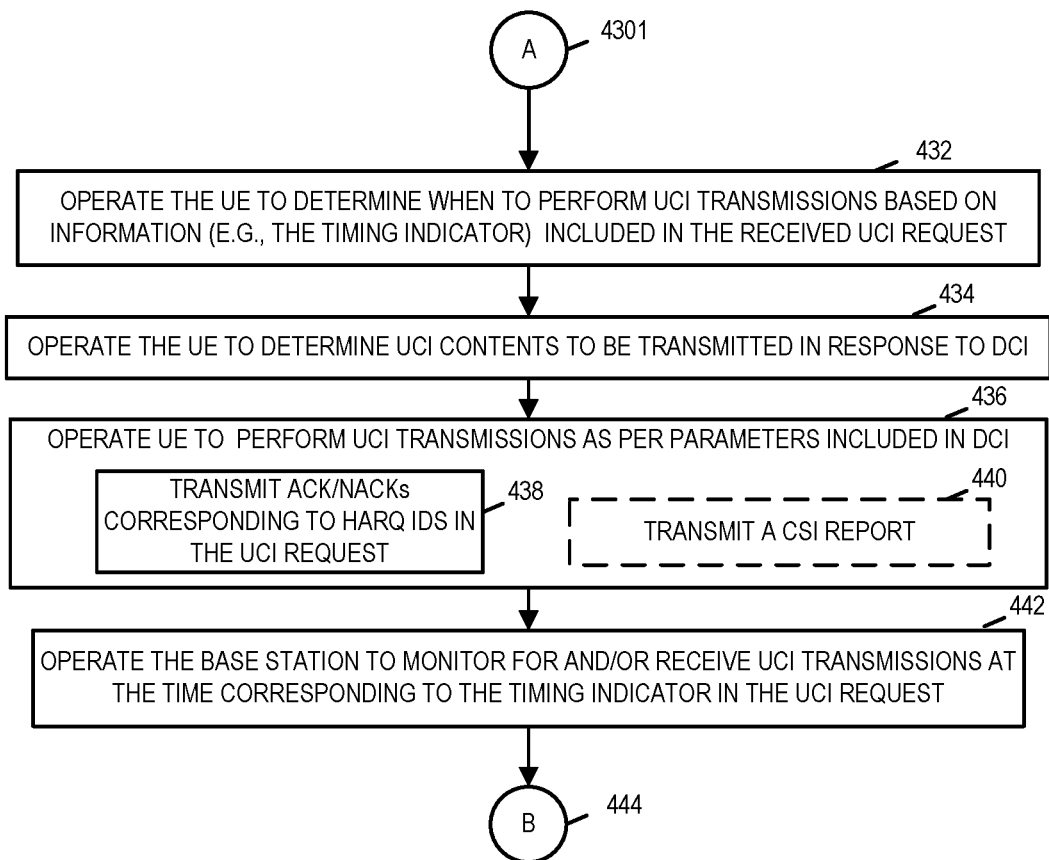 A
4301
432
OPERATE THE UE TO DETERMINE WHEN TO PERFORM UCI TRANSMISSIONS BASED ON
INFORMATION (E.G., THE TIMING INDICATOR) INCLUDED IN THE RECEIVED UCI REQUEST
434
OPERATE THE UE TO DETERMINE UCI CONTENTS TO BE TRANSMITTED IN RESPONSE TO DCI
436
OPERATE UE TO PERFORM UCI TRANSMISSIONS AS PER PARAMETERS INCLUDED IN DCI
TRANSMIT ACK/NACKs
CORRESPONDING TO HARQ IDS IN
THE UCI REQUEST
438
440
TRANSMIT A CSI REPORT
442
OPERATE THE BASE STATION TO MONITOR FOR AND/OR RECEIVE UCI TRANSMISSIONS AT
THE TIME CORRESPONDING TO THE TIMING INDICATOR IN THE UCI REQUEST
B
444